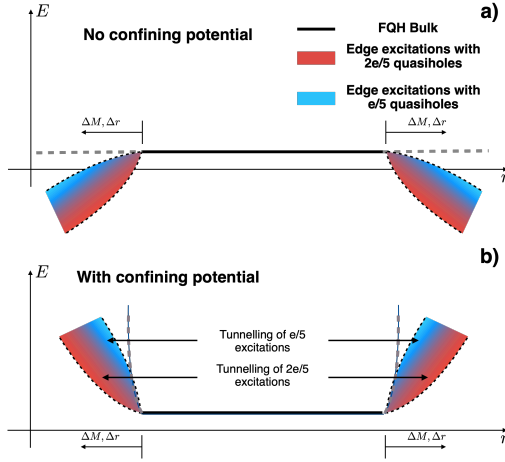 a)
E
No confining potential
FQH Bulk
Edge excitations with
2e/5 quasiholes
Edge excitations with
e/5 quasiholes
ΔM, Δr
ΔM, Δr
r
b)
E
With confining potential
Tunnelling of e/5
excitations
Tunnelling of 2e/5
excitations
r
ΔM, Δr
ΔM, Δr